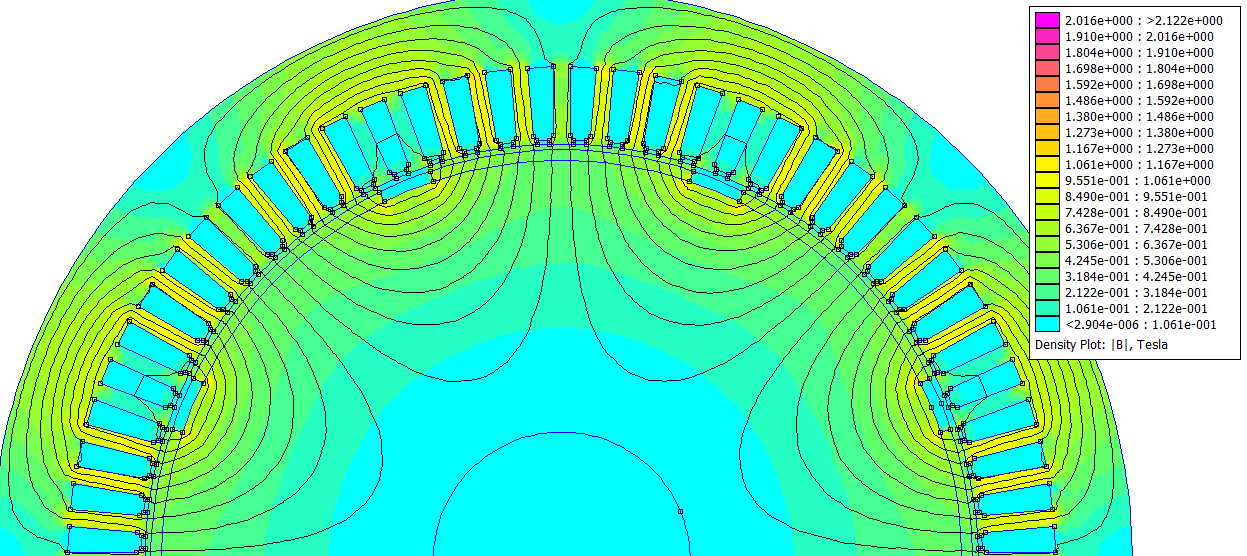 2.016e+000 : >2.122e+000
1.910e+000 : 2.016e+000
1.804e+000 : 1.910e+000
1.698e+000 : 1.804e+000
1.592e+000 : 1.698e+000
1.486e+000 : 1.592e+000
1.380e+000 : 1.486e+000
1.273e+000 : 1.380e+000
1.167e+000 : 1.273e+000
1.061e+000 : 1.167e+000
9.551e-001 : 1.061e+000
8.490e-001 : 9.551e-001
7.428e-001 : 8.490e-001
6.367e-001 : 7.428e-001
5.306e-001 : 6.367e-001
4.245e-001 : 5.306e-001
3.184e-001 : 4.245e-001
2.122e-001 : 3.184e-001
1.061e-001 : 2.122e-001
<2.904e-006 : 1.061e-001
Density Plot: |B|, Tesla